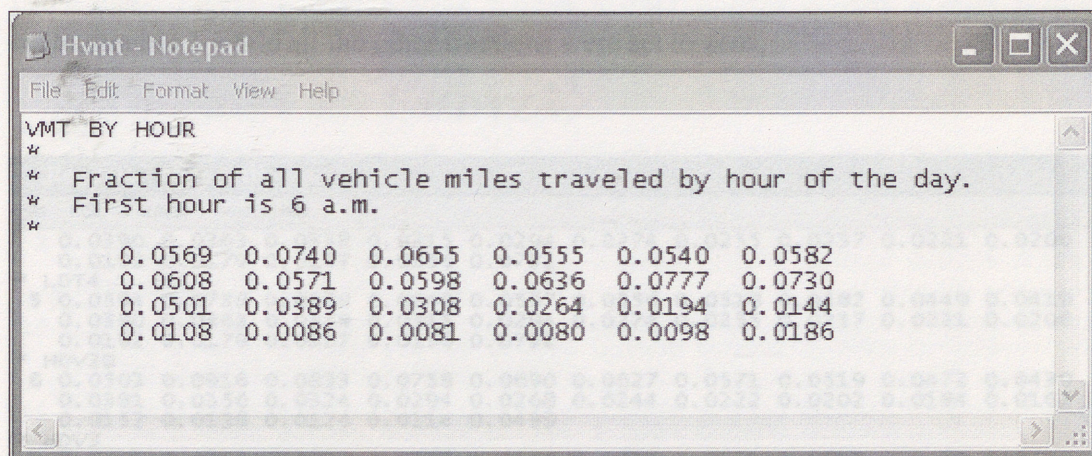 Hvmt - Notepad
File Edit Format View Help
VMT BY HOUR
*
* Fraction of all vehicle miles traveled by hour of the day.
* First hour is 6 a.m.
*
0.0569 0.0740 0.0655 0.0555 0.0540 0.0582
0.0608 0.0571 0.0598 0.0636 0.0777 0.0730
0.0501 0.0389 0.0308 0.0264 0.0194 0.0144
0.0108 0.0086 0.0081 0.0080 0.0098 0.0186